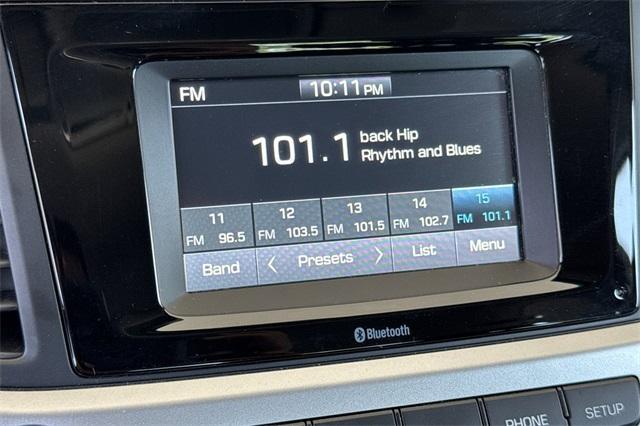 FM 10:11 PM
101.1 back Hip
Rhythm and Blues
11 12 13 14 15
FM 96.5 FM 103.5 FM 101.5 FM 102.7 FM 101.1
Band < Presets > List Menu
Bluetooth
PHONE SETUP